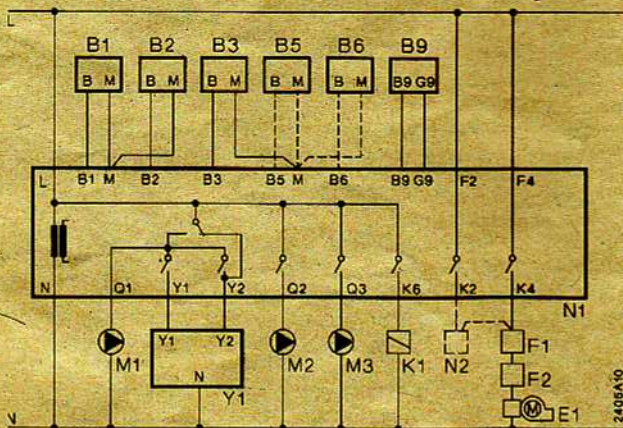 L
B1 B2 B3 B5 B6 B9
B M B M B M B M B M B9 G9
L B1 M B2 B3 B5 M B6 B9 G9 F2 F4
N Q1 Y1 Y2 Q2 Q3 K6 K2 K4
N1
M1 Y1 Y2 M2 M3 K1 N2 F1
N Y1 F2
M E1
N
2405A10